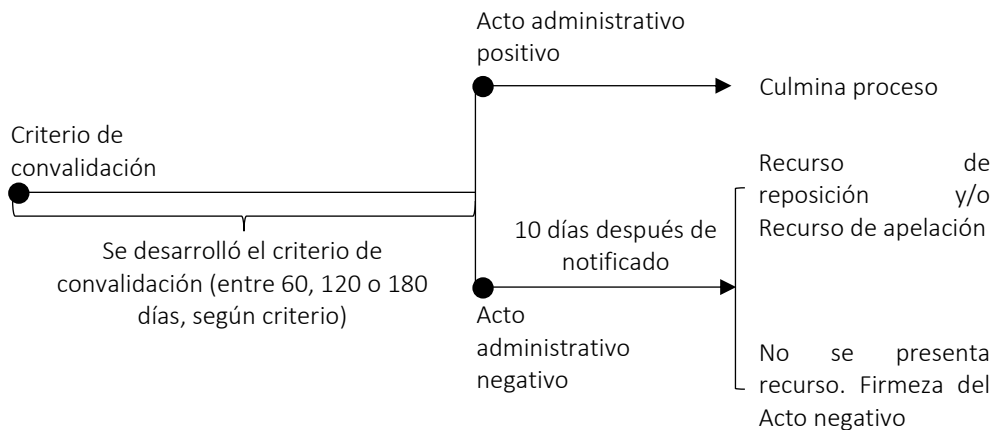 Acto administrativo
positivo
Culmina proceso
Criterio de
convalidación
Se desarrolló el criterio de
convalidación (entre 60, 120 o 180
días, según criterio)
10 días después de
notificado
Acto
administrativo
negativo
Recurso de
reposición y/o
Recurso de apelación
No se presenta
recurso. Firmeza del
Acto negativo